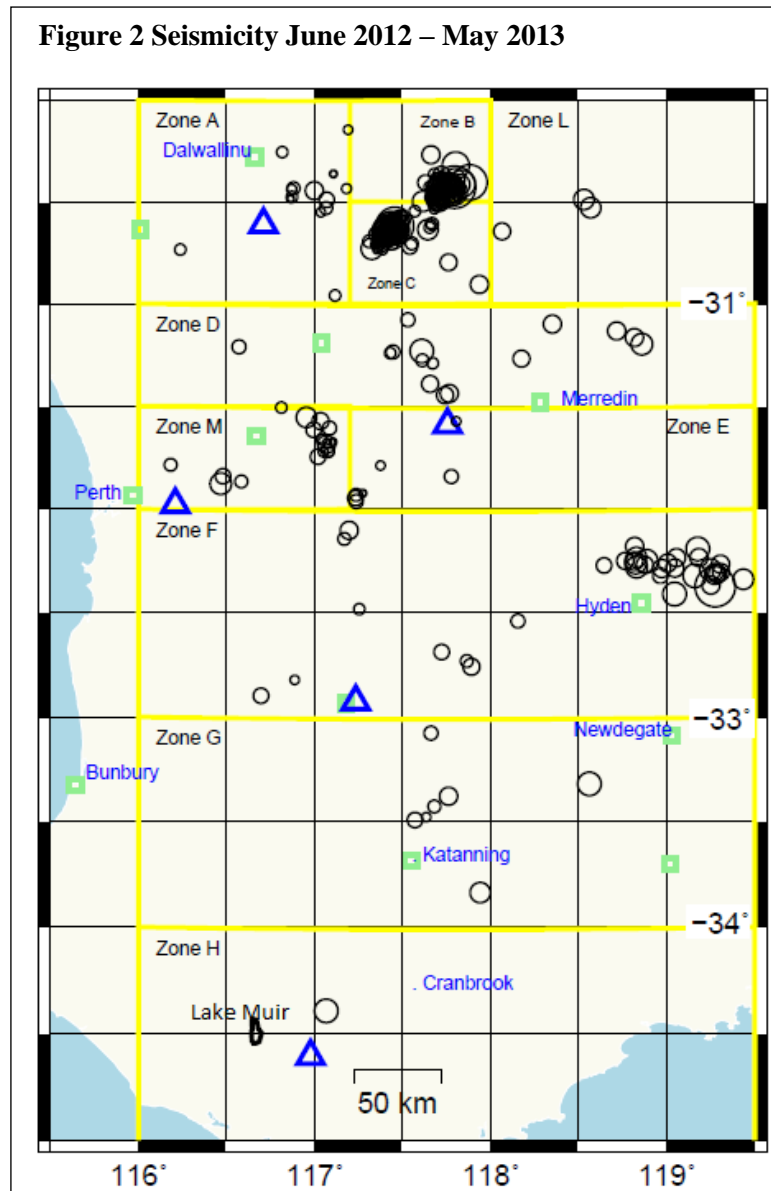 Figure 2 Seismicity June 2012 – May 2013
Zone A
Zone B
Zone L
Dalwallinu
Zone C
−31°
Zone D
Merredin
Zone M
Zone E
Perth
Zone F
Hyden
−33°
Zone G
Newdegate
Bunbury
. Katanning
−34°
Zone H
. Cranbrook
Lake Muir
50 km
116° 117° 118° 119°